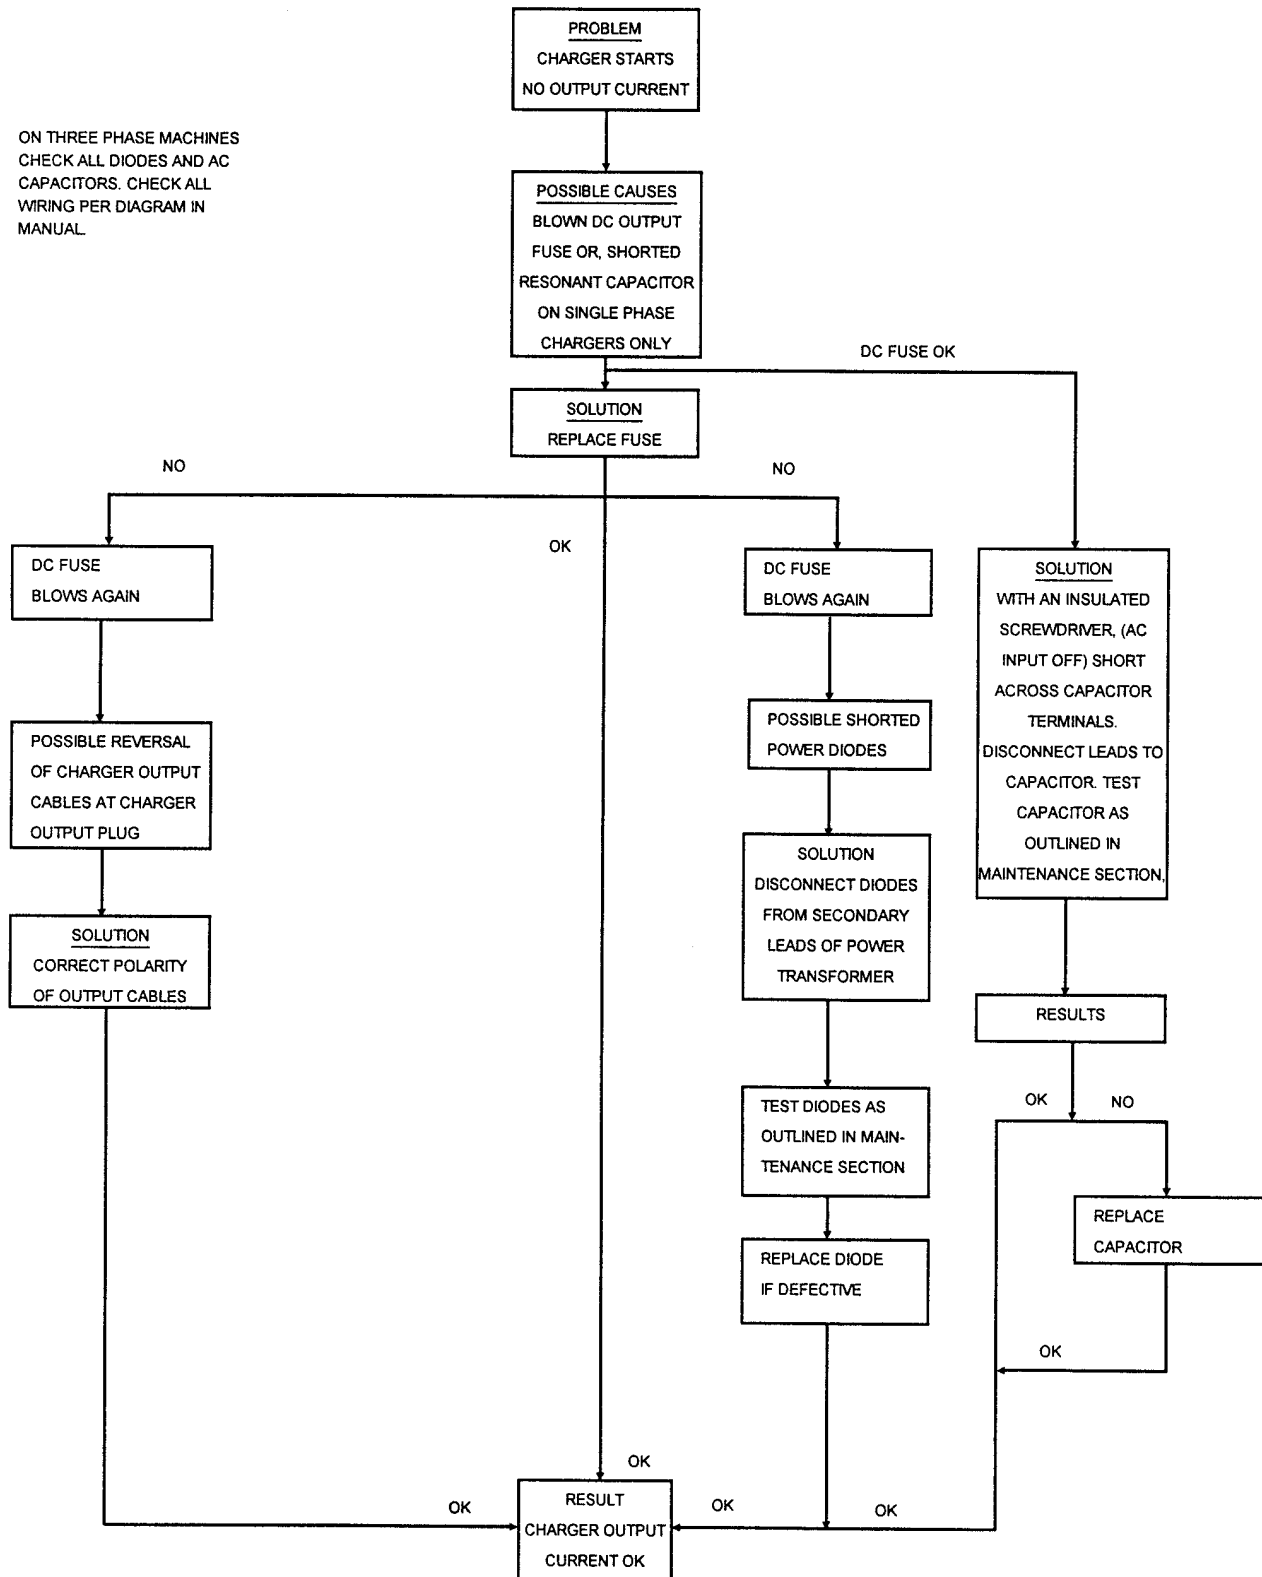 PROBLEM
CHARGER STARTS
NO OUTPUT CURRENT
ON THREE PHASE MACHINES
CHECK ALL DIODES AND AC
CAPACITORS. CHECK ALL
WIRING PER DIAGRAM IN
MANUAL.
POSSIBLE CAUSES
BLOWN DC OUTPUT
FUSE OR, SHORTED
RESONANT CAPACITOR
ON SINGLE PHASE
CHARGERS ONLY
DC FUSE OK
SOLUTION
REPLACE FUSE
NO
NO
OK
DC FUSE
BLOWS AGAIN
POSSIBLE REVERSAL
OF CHARGER OUTPUT
CABLES AT CHARGER
OUTPUT PLUG
SOLUTION
CORRECT POLARITY
OF OUTPUT CABLES
DC FUSE
BLOWS AGAIN
POSSIBLE SHORTED
POWER DIODES
SOLUTION
DISCONNECT DIODES
FROM SECONDARY
LEADS OF POWER
TRANSFORMER
TEST DIODES AS
OUTLINED IN MAIN-
TENANCE SECTION
REPLACE DIODE
IF DEFECTIVE
SOLUTION
WITH AN INSULATED
SCREWDRIVER, (AC
INPUT OFF) SHORT
ACROSS CAPACITOR
TERMINALS.
DISCONNECT LEADS TO
CAPACITOR. TEST
CAPACITOR AS
OUTLINED IN
MAINTENANCE SECTION,
RESULTS
OK
NO
REPLACE
CAPACITOR
OK
OK
OK
OK
OK
RESULT
CHARGER OUTPUT
CURRENT OK